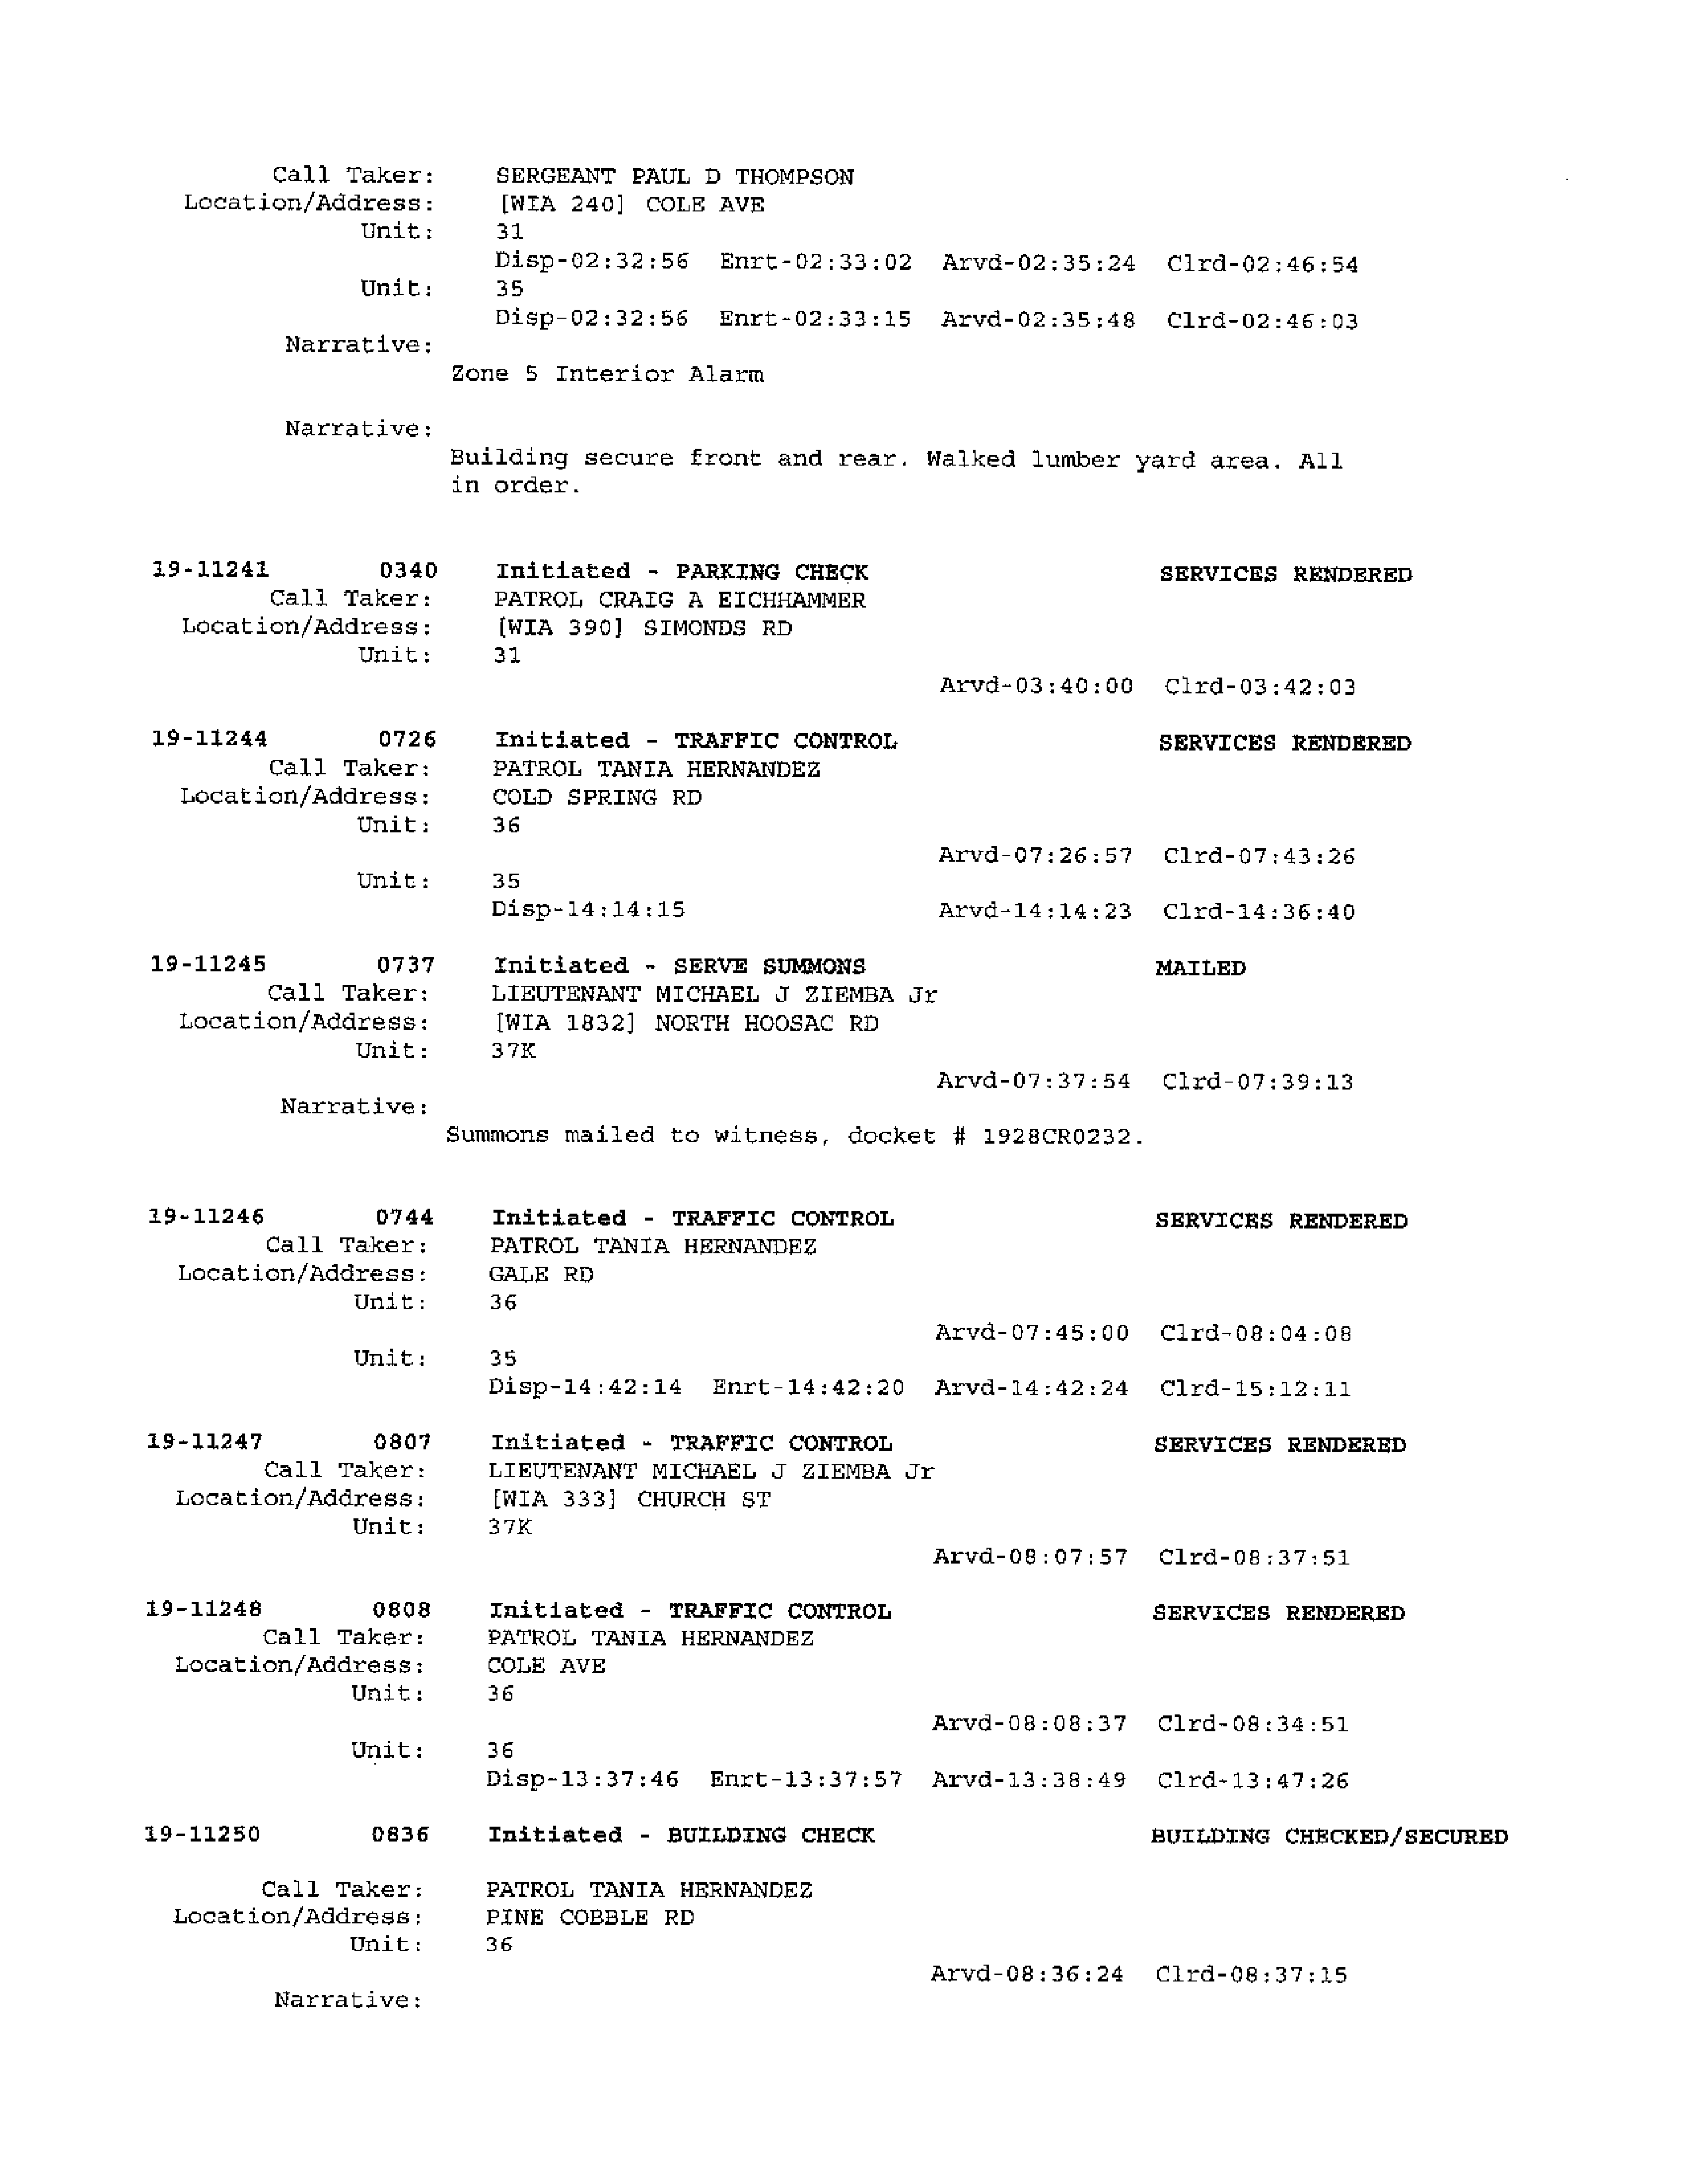 Call Taker: SERGEANT PAUL D THOMPSON
Location/Address: [WIA 240] COLE AVE
Unit: 31
Disp-02:32:56 Enrt-02:33:02 Arvd-02:35:24 Clrd-02:46:54
Unit: 35
Disp-02:32:56 Enrt-02:33:15 Arvd-02:35:48 Clrd-02:46:03
Narrative:
Zone 5 Interior Alarm
Narrative:
Building secure front and rear. Walked lumber yard area. All
in order.
19-11241 0340 Initiated - PARKING CHECK SERVICES RENDERED
Call Taker: PATROL CRAIG A EICHHAMMER
Location/Address: [WIA 390] SIMONDS RD
Unit: 31
Arvd-03:40:00 Clrd-03:42:03
19-11244 0726 Initiated - TRAFFIC CONTROL SERVICES RENDERED
Call Taker: PATROL TANIA HERNANDEZ
Location/Address: COLD SPRING RD
Unit: 36
Arvd-07:26:57 Clrd-07:43:26
Unit: 35
Disp-14:14:15 Arvd-14:14:23 Clrd-14:36:40
19-11245 0737 Initiated - SERVE SUMMONS MAILED
Call Taker: LIEUTENANT MICHAEL J ZIEMBA Jr
Location/Address: [WIA 1832] NORTH HOOSAC RD
Unit: 37K
Arvd-07:37:54 Clrd-07:39:13
Narrative:
Summons mailed to witness, docket # 1928CR0232.
19-11246 0744 Initiated - TRAFFIC CONTROL SERVICES RENDERED
Call Taker: PATROL TANIA HERNANDEZ
Location/Address: GALE RD
Unit: 36
Arvd-07:45:00 Clrd-08:04:08
Unit: 35
Disp-14:42:14 Enrt-14:42:20 Arvd-14:42:24 Clrd-15:12:11
19-11247 0807 Initiated - TRAFFIC CONTROL SERVICES RENDERED
Call Taker: LIEUTENANT MICHAEL J ZIEMBA Jr
Location/Address: [WIA 333] CHURCH ST
Unit: 37K
Arvd-08:07:57 Clrd-08:37:51
19-11248 0808 Initiated - TRAFFIC CONTROL SERVICES RENDERED
Call Taker: PATROL TANIA HERNANDEZ
Location/Address: COLE AVE
Unit: 36
Arvd-08:08:37 Clrd-08:34:51
Unit: 36
Disp-13:37:46 Enrt-13:37:57 Arvd-13:38:49 Clrd-13:47:26
19-11250 0836 Initiated - BUILDING CHECK BUILDING CHECKED/SECURED
Call Taker: PATROL TANIA HERNANDEZ
Location/Address: PINE COBBLE RD
Unit: 36
Arvd-08:36:24 Clrd-08:37:15
Narrative: